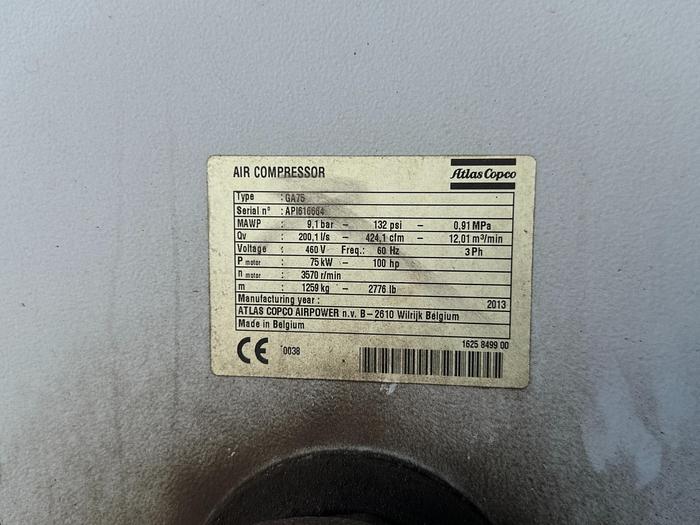 AIR COMPRESSOR
Atlas Copco
Type : GA75
Serial n° : API616664
MAWP : 9,1 bar – 132 psi – 0,91 MPa
Qv : 200,1 l/s – 424,1 cfm – 12,01 m³/min
Voltage : 460 V Freq.: 60 Hz 3 Ph
P motor : 75 kW – 100 hp
n motor : 3570 r/min
m : 1259 kg – 2776 lb
Manufacturing year : 2013
ATLAS COPCO AIRPOWER n.v. B – 2610 Wilrijk Belgium
Made in Belgium
CE 0038
1625 8499 00